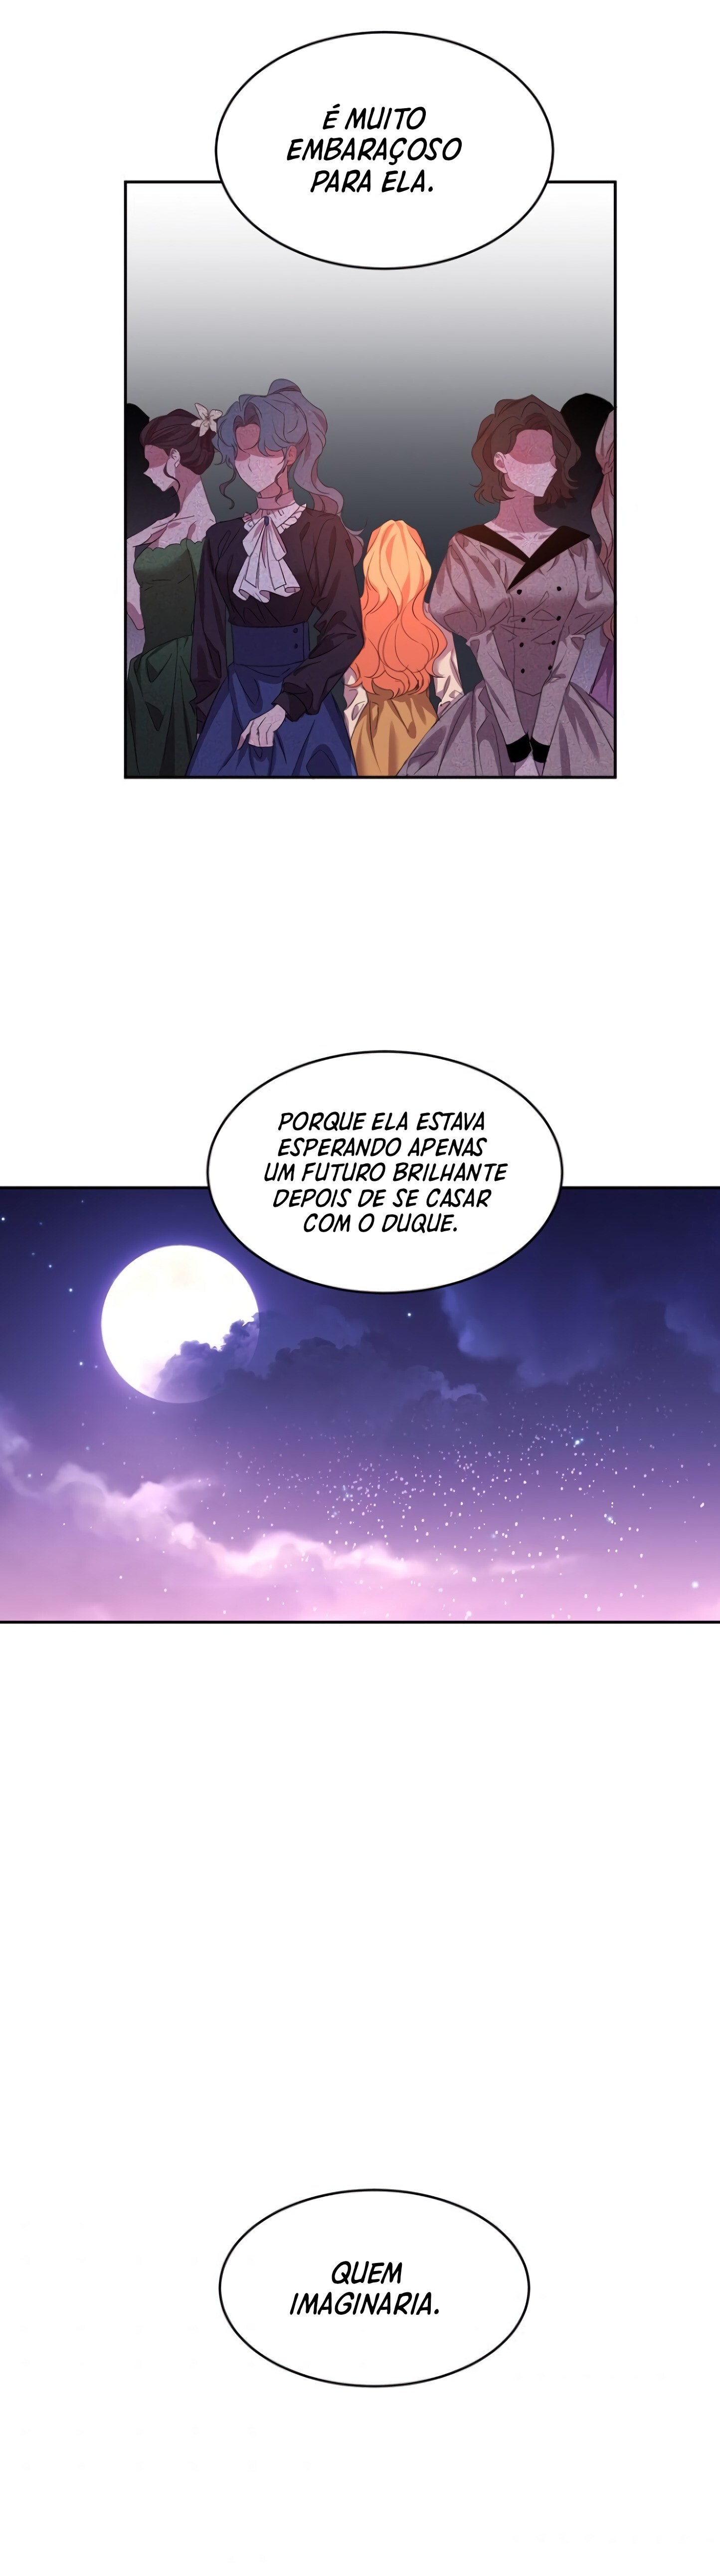 É MUITO
EMBARAÇOSO
PARA ELA.
PORQUE ELA ESTAVA
ESPERANDO APENAS
UM FUTURO BRILHANTE
DEPOIS DE SE CASAR
COM O DUQUE.
QUEM
IMAGINARIA.